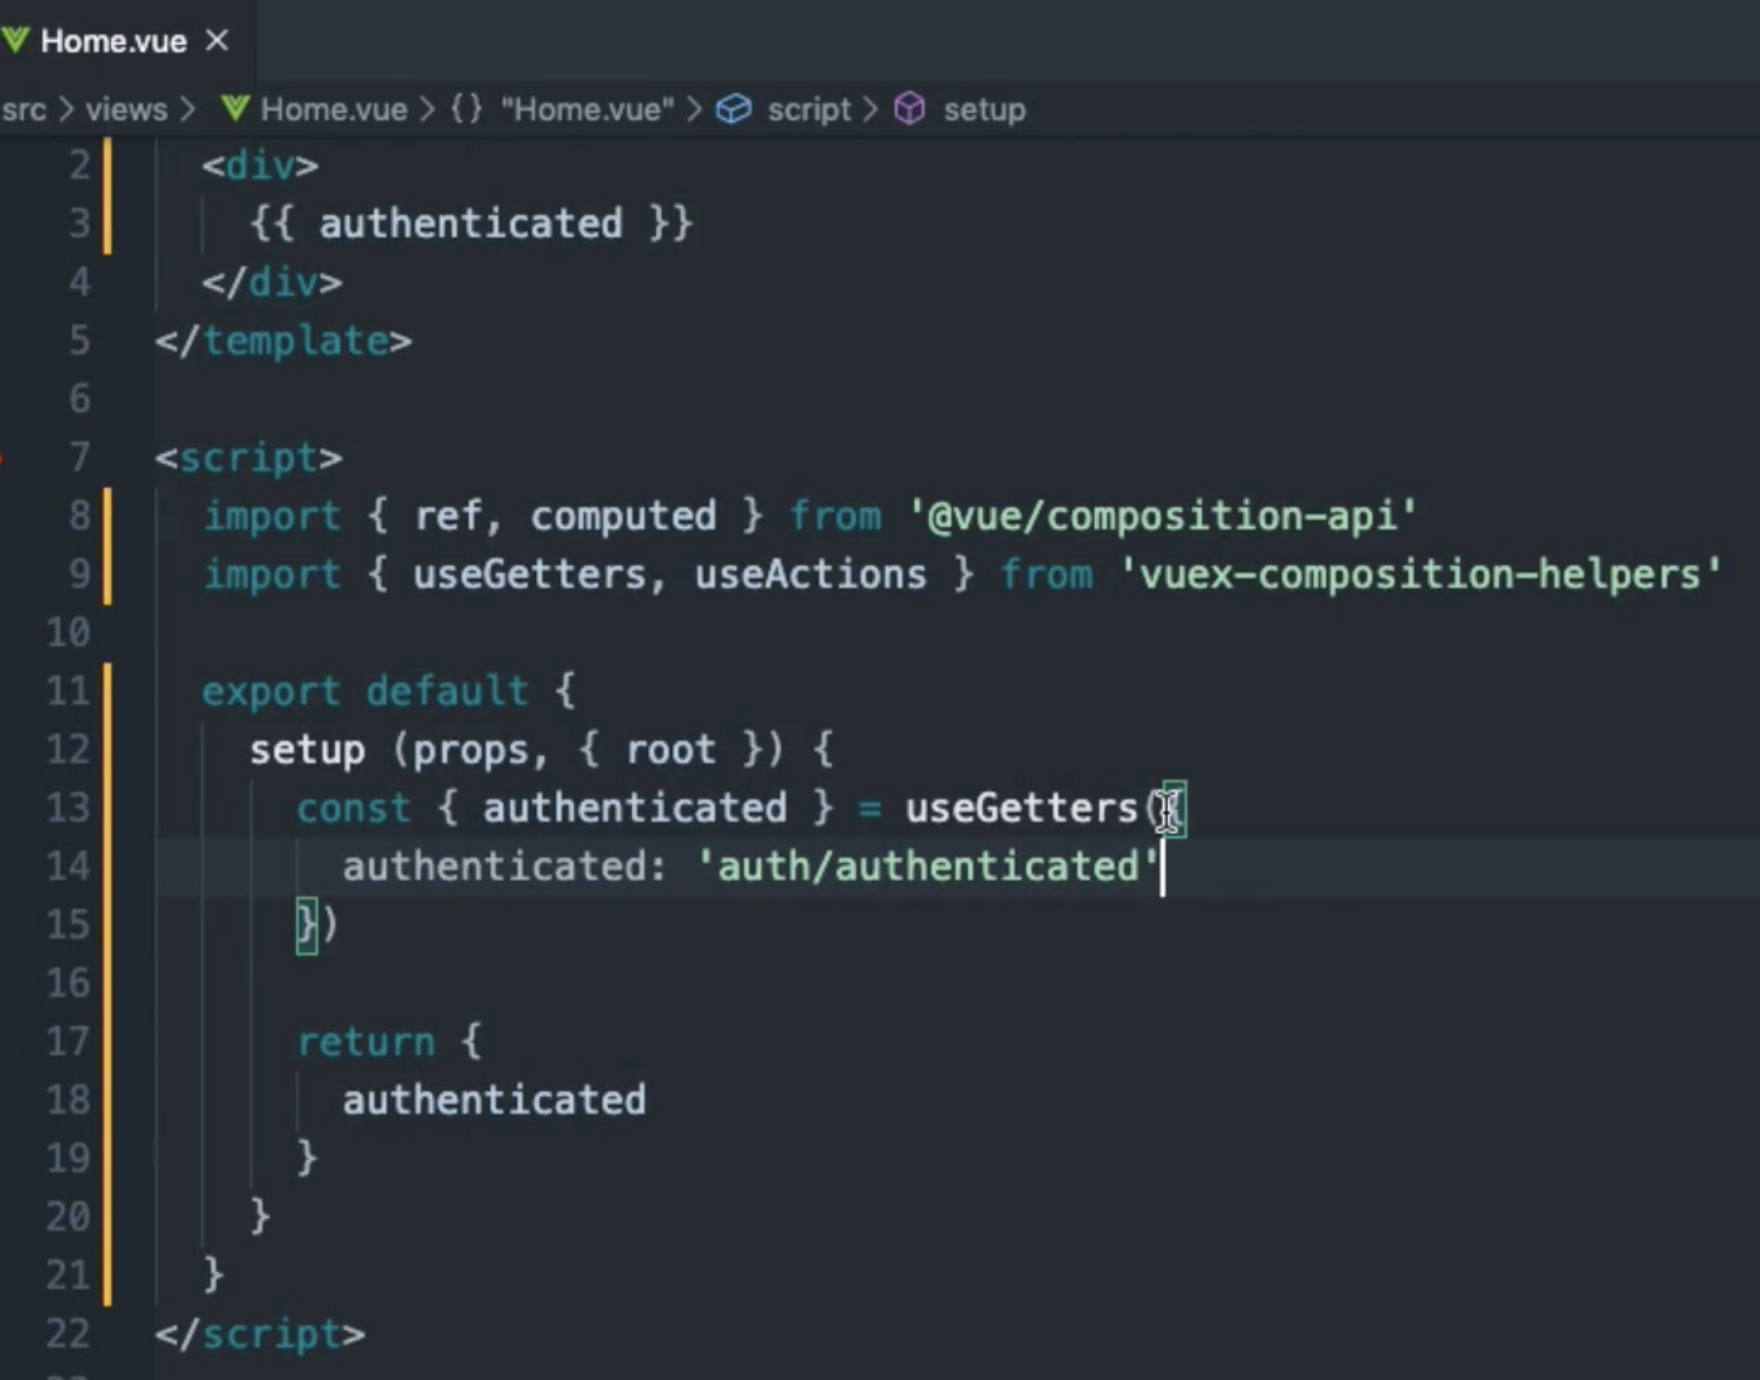 Home.vue ×
src > views > Home.vue > {} "Home.vue" > script > setup
2 <div>
3 {{ authenticated }}
4 </div>
5 </template>
6
7 <script>
8 import { ref, computed } from '@vue/composition-api'
9 import { useGetters, useActions } from 'vuex-composition-helpers'
10
11 export default {
12 setup (props, { root }) {
13 const { authenticated } = useGetters({
14 authenticated: 'auth/authenticated'
15 })
16
17 return {
18 authenticated
19 }
20 }
21 }
22 </script>